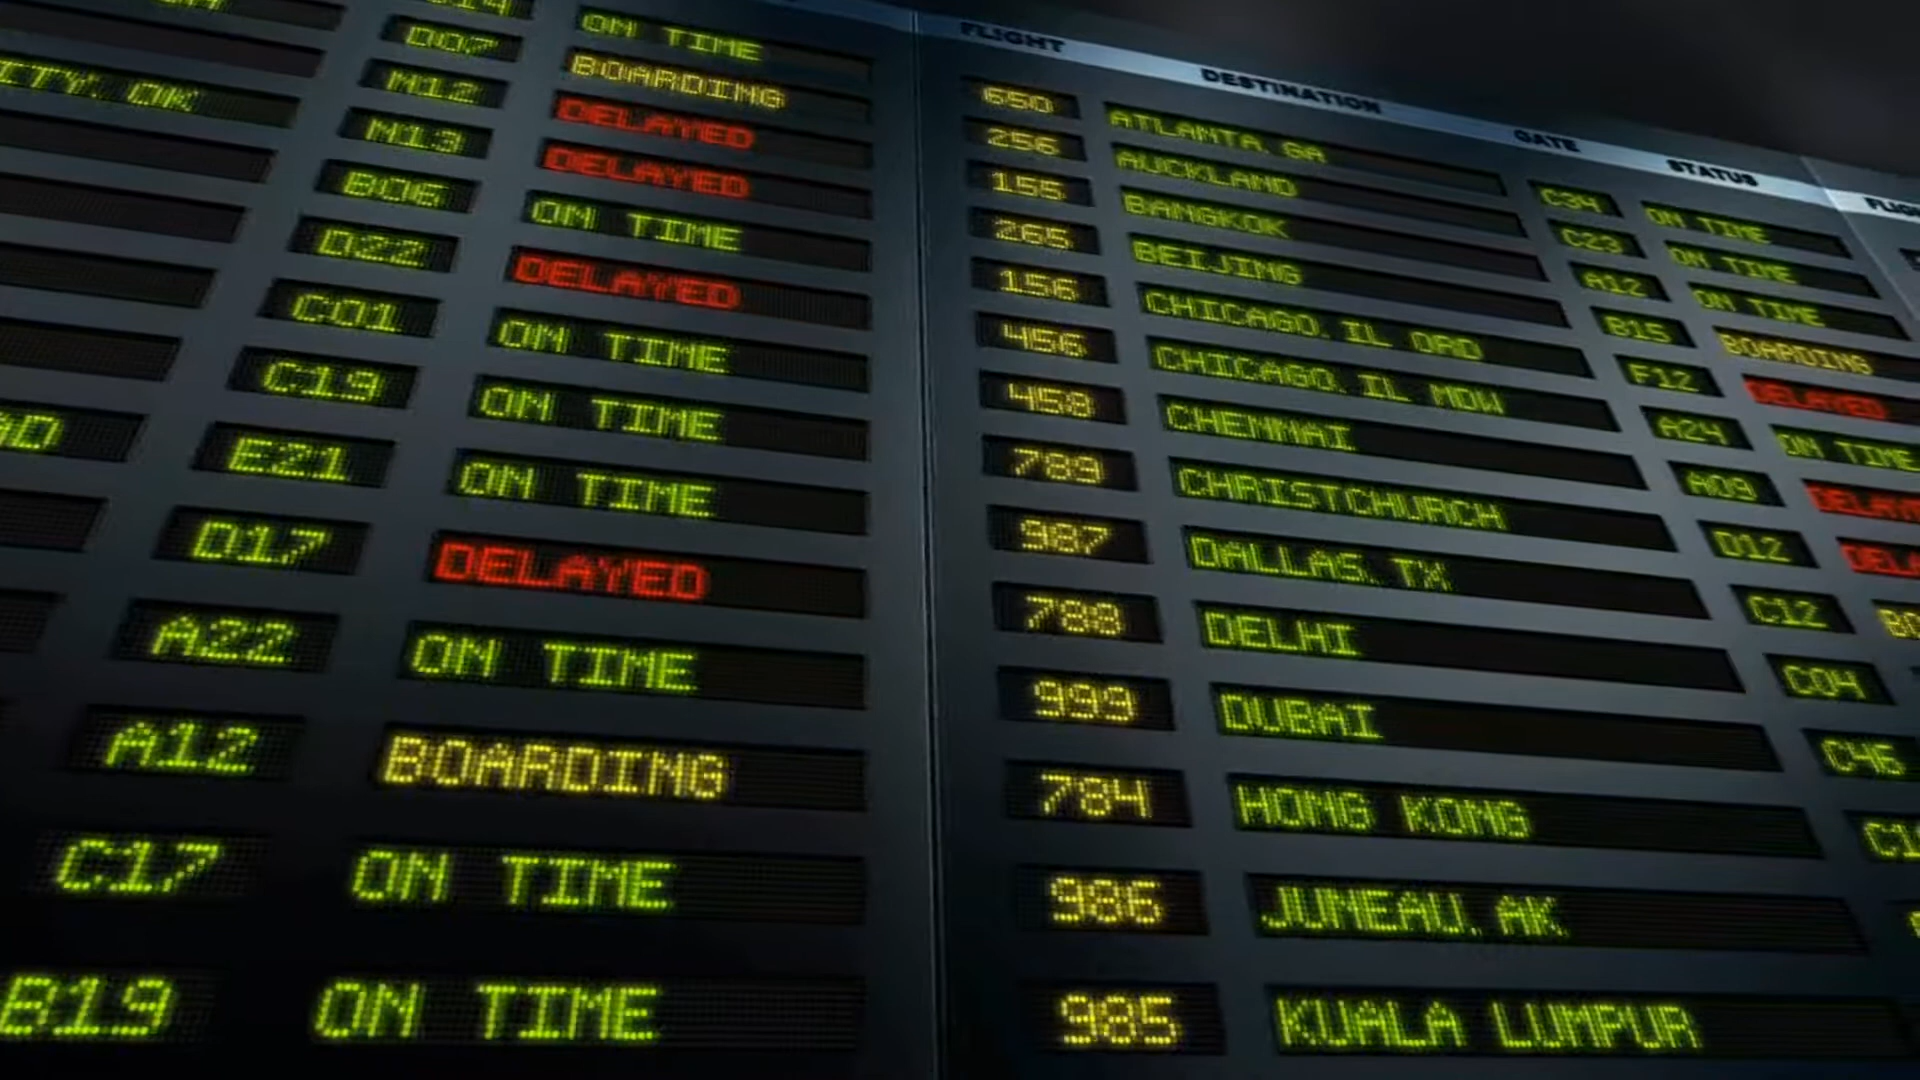 ON TIME
D07 BOARDING
M12 DELAYED
OK M13 DELAYED
B06 ON TIME
D22 DELAYED
C01 ON TIME
C19 ON TIME
E21 ON TIME
D17 DELAYED
A22 ON TIME
A12 BOARDING
C17 ON TIME
B19 ON TIME
FLIGHT DESTINATION GATE STATUS
650 ATLANTA. GA C34 ON TIME
256 AUCKLAND C23 ON TIME
155 BANGKOK A12 ON TIME
265 BEIJING B15 BOARDING
156 CHICAGO. IL ORD F12 DELAYED
456 CHICAGO. IL MDW A24 ON TIME
458 CHENNAI A09
789 CHRISTCHURCH D12
987 DALLAS. TX C12
788 DELHI C04
999 DUBAI C46
784 HONG KONG
986 JUNEAU. AK
985 KUALA LUMPUR